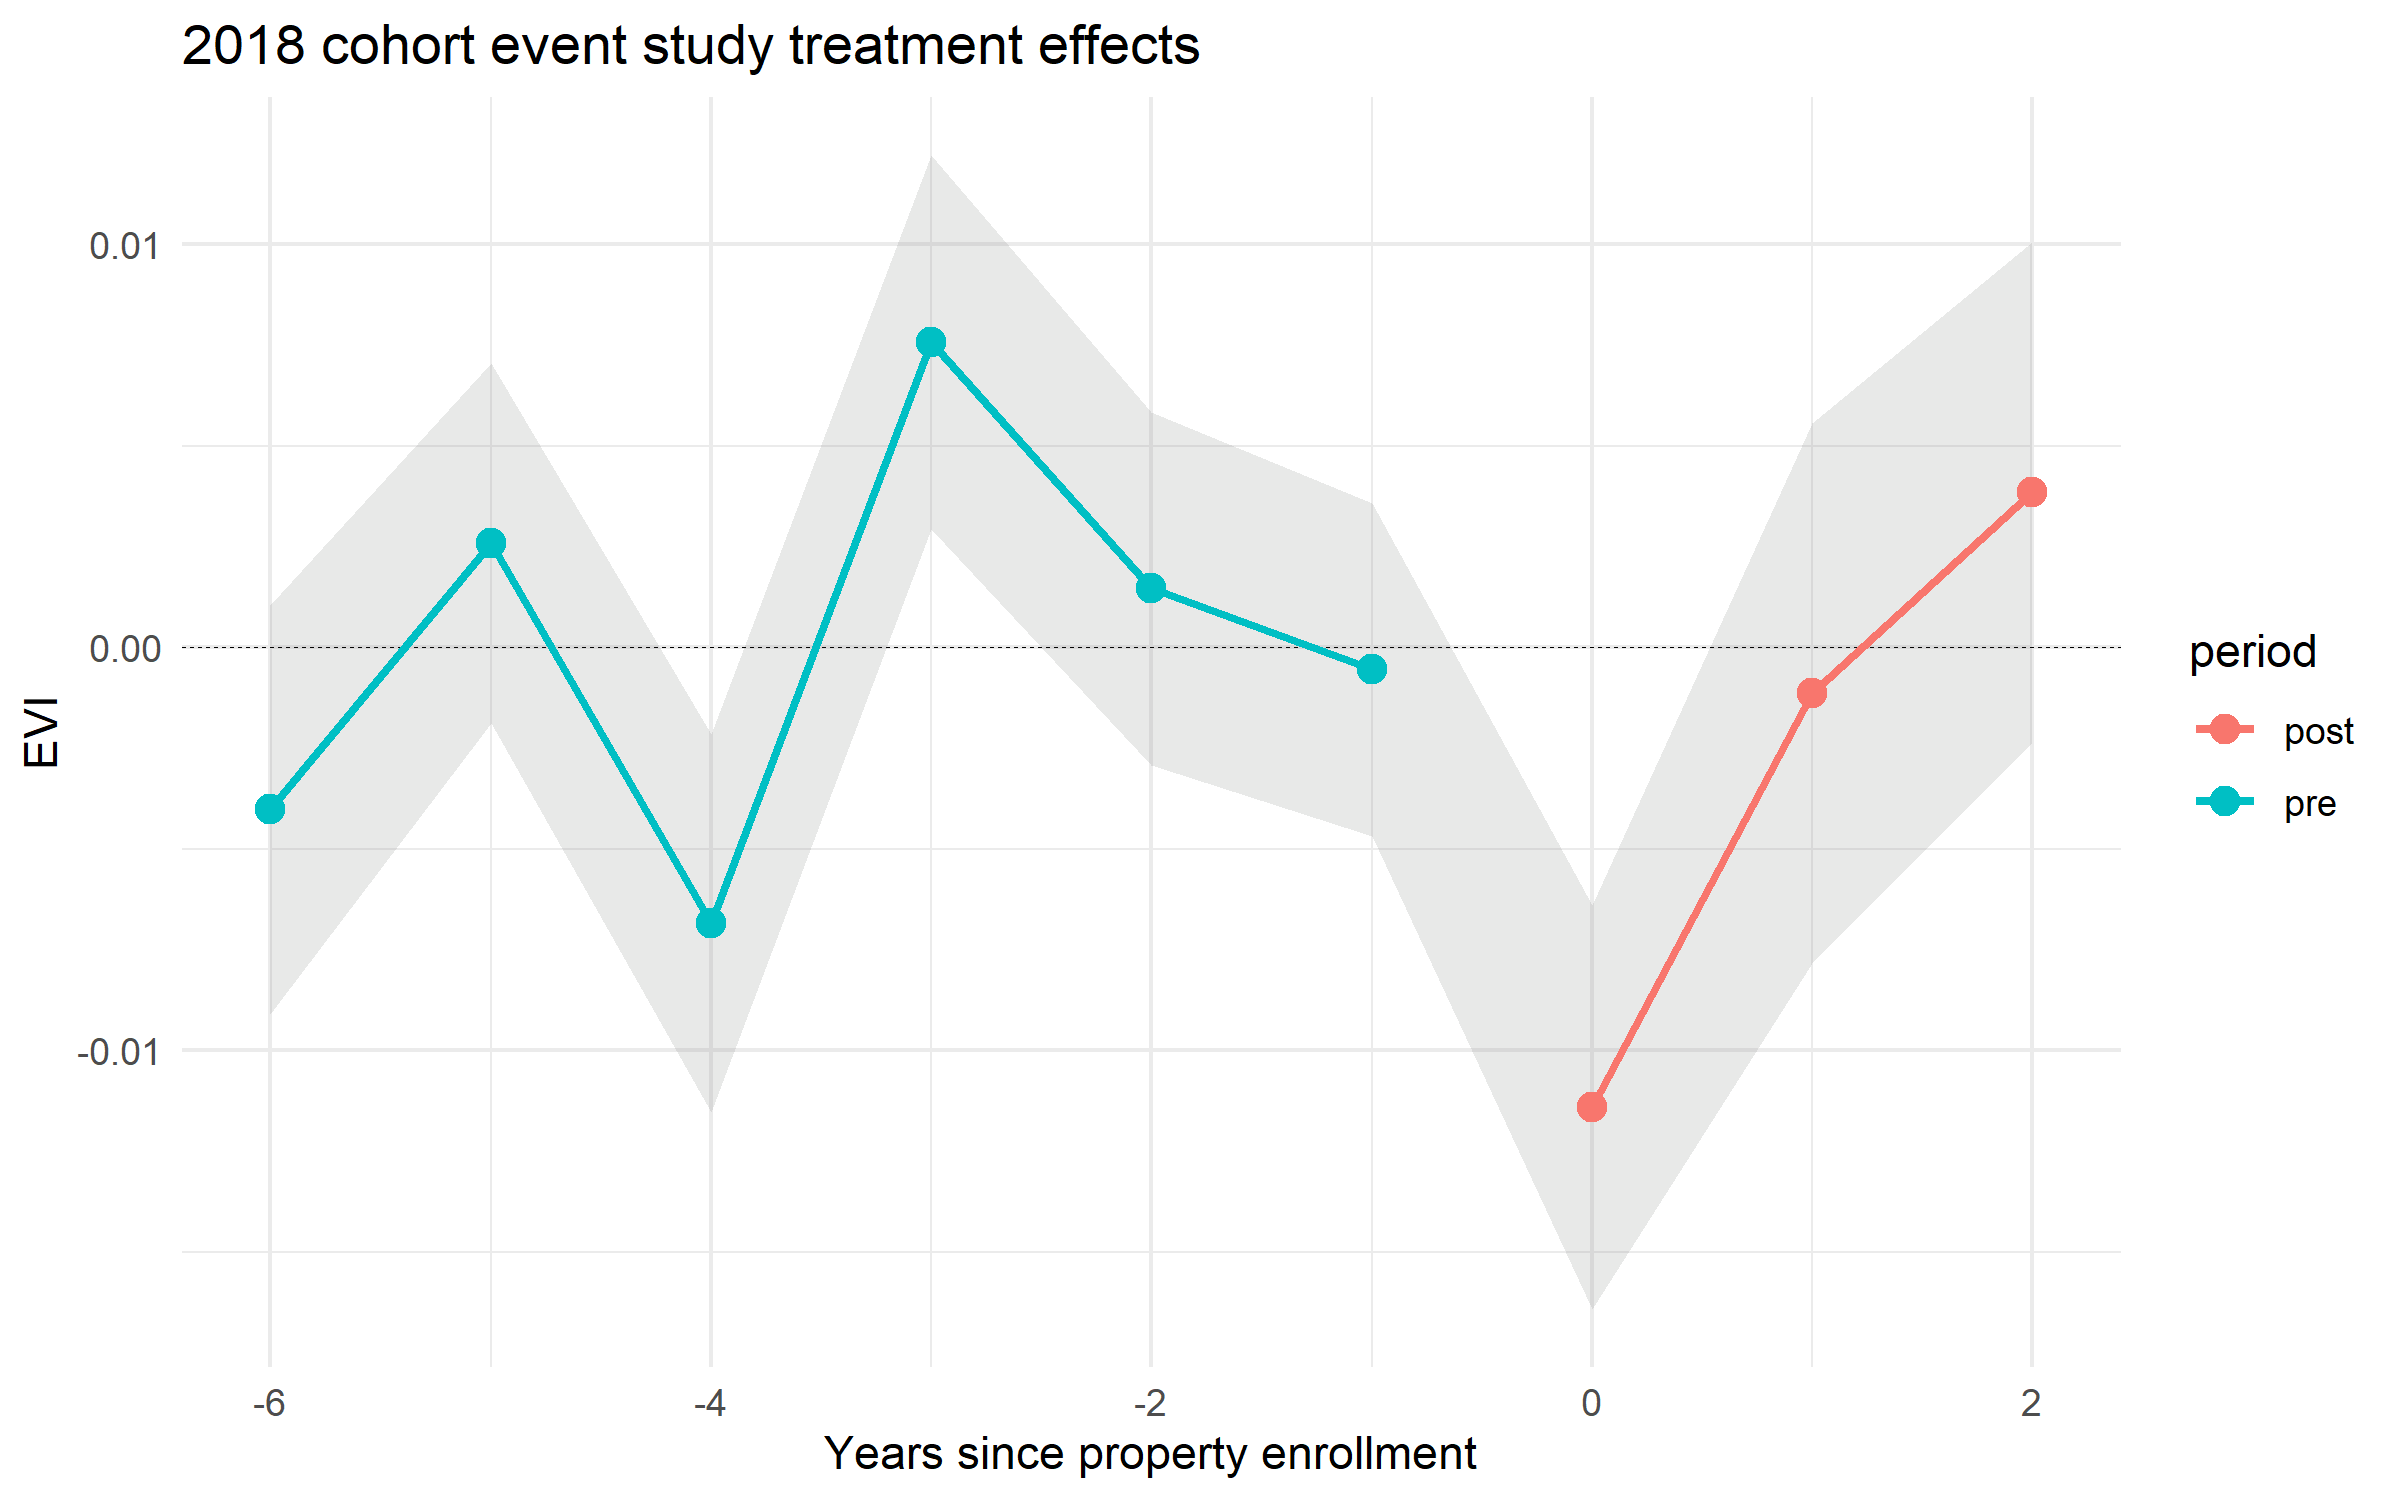 2018 cohort event study treatment effects
0.01
0.00
-0.01
EVI
-6
-4
-2
0
2
Years since property enrollment
period
post
pre